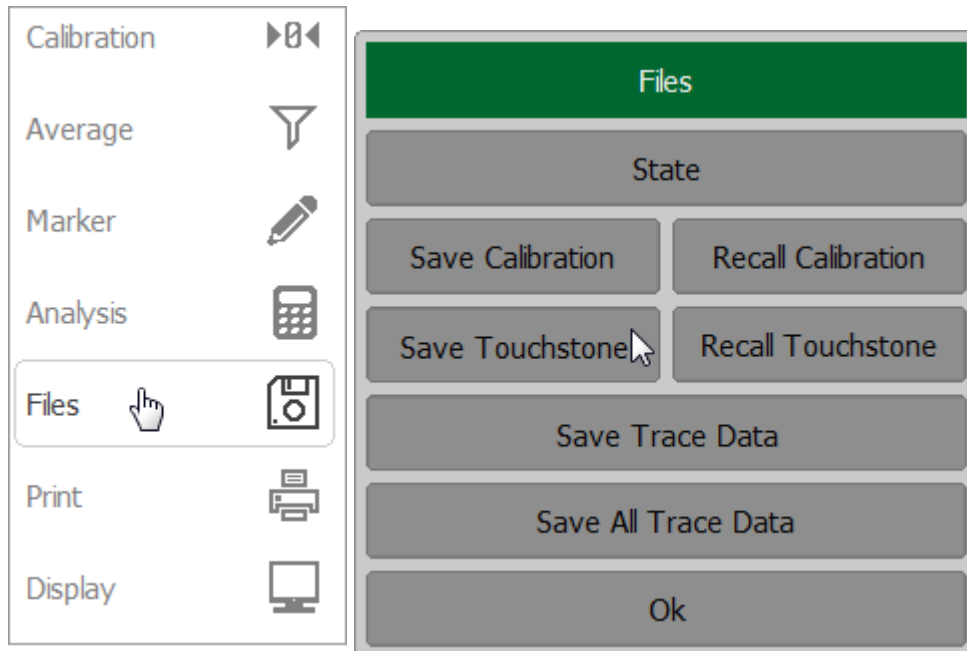 Calibration
Average
Marker
Analysis
Files
Print
Display
Files
State
Save Calibration
Recall Calibration
Save Touchstone
Recall Touchstone
Save Trace Data
Save All Trace Data
Ok